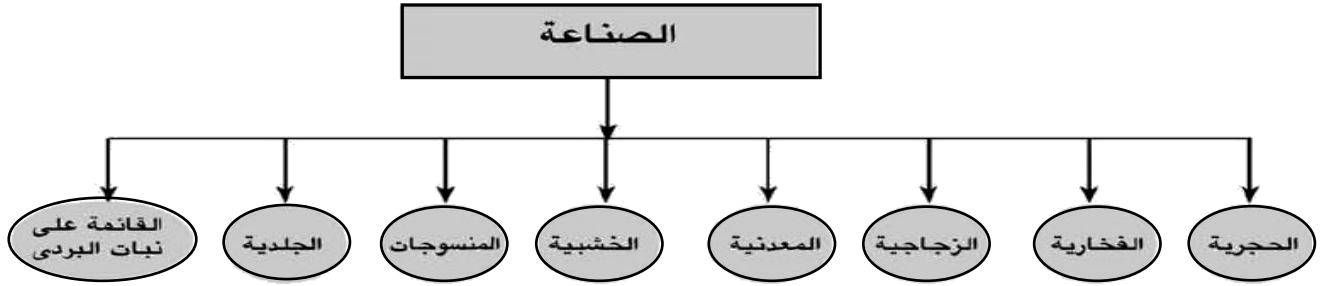 الصناعة
الحجرية
الفخارية
الزجاجية
المعدنية
الخشبية
المنسوجات
الجلدية
القائمة على
نبات البردى